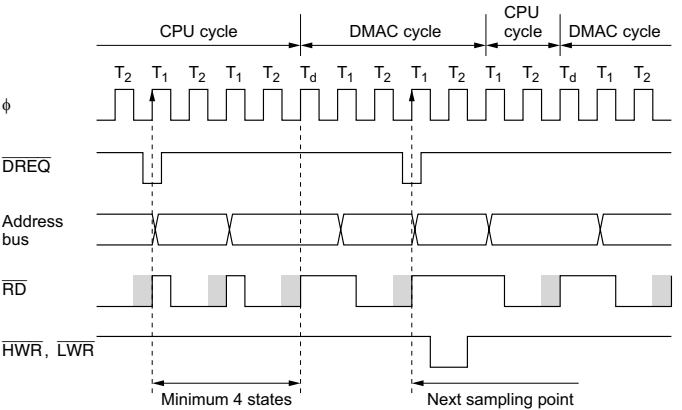 CPU cycle DMAC cycle CPU cycle DMAC cycle
T2 T1 T2 T1 T2 Td T1 T2 T1 T2 T1 T2 Td T1 T2
ϕ
DREQ
Address
bus
RD
HWR, LWR
Minimum 4 states Next sampling point